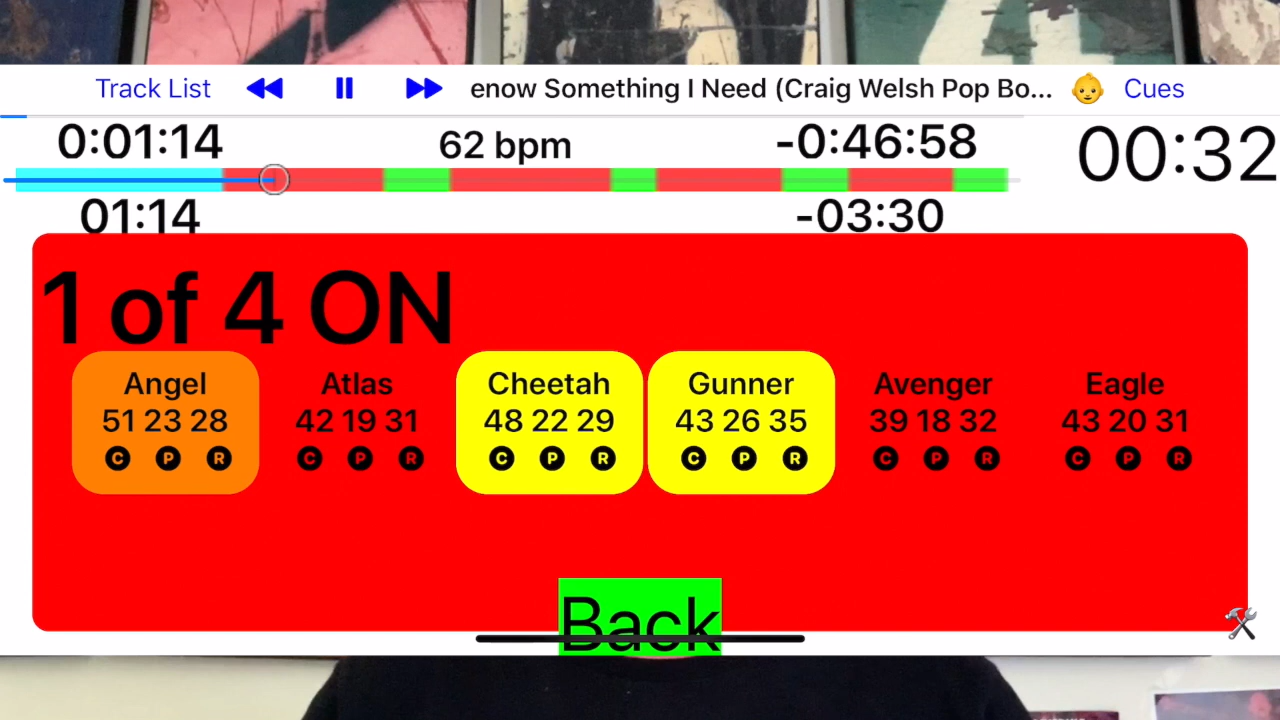 Track List enow Something I Need (Craig Welsh Pop Bo... Cues
0:01:14 62 bpm -0:46:58 00:32
01:14 -03:30
1 of 4 ON
Angel Atlas Cheetah Gunner Avenger Eagle
51 23 28 42 19 31 48 22 29 43 26 35 39 18 32 43 20 31
C P R C P R C P R C P R C P R C P R
Back